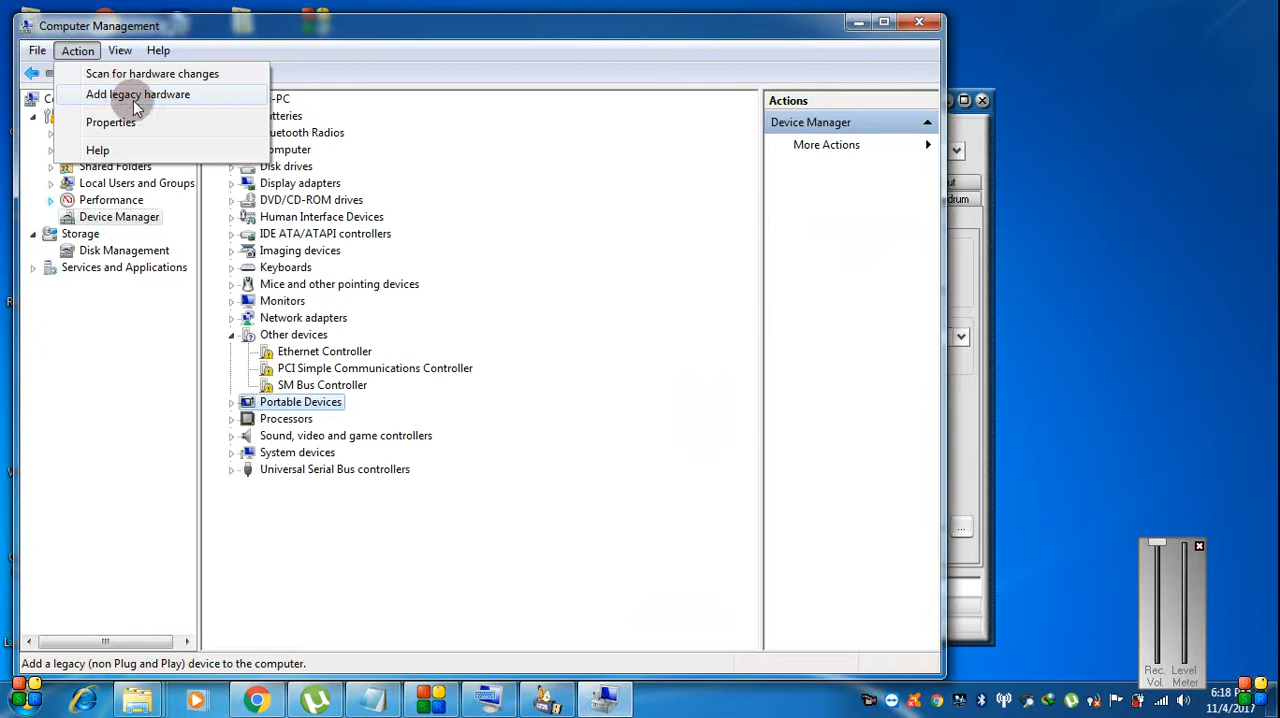 Computer Management
File Action View Help
Scan for hardware changes
Add legacy hardware
Properties
Help
Shared Folders
Local Users and Groups
Performance
Device Manager
Storage
Disk Management
Services and Applications
-PC
atteries
uetooth Radios
omputer
Disk drives
Display adapters
DVD/CD-ROM drives
Human Interface Devices
IDE ATA/ATAPI controllers
Imaging devices
Keyboards
Mice and other pointing devices
Monitors
Network adapters
Other devices
Ethernet Controller
PCI Simple Communications Controller
SM Bus Controller
Portable Devices
Processors
Sound, video and game controllers
System devices
Universal Serial Bus controllers
Actions
Device Manager
More Actions
drum
...
Add a legacy (non Plug and Play) device to the computer.
Rec. Level
Vol. Meter
6:18 PM
11/4/2017